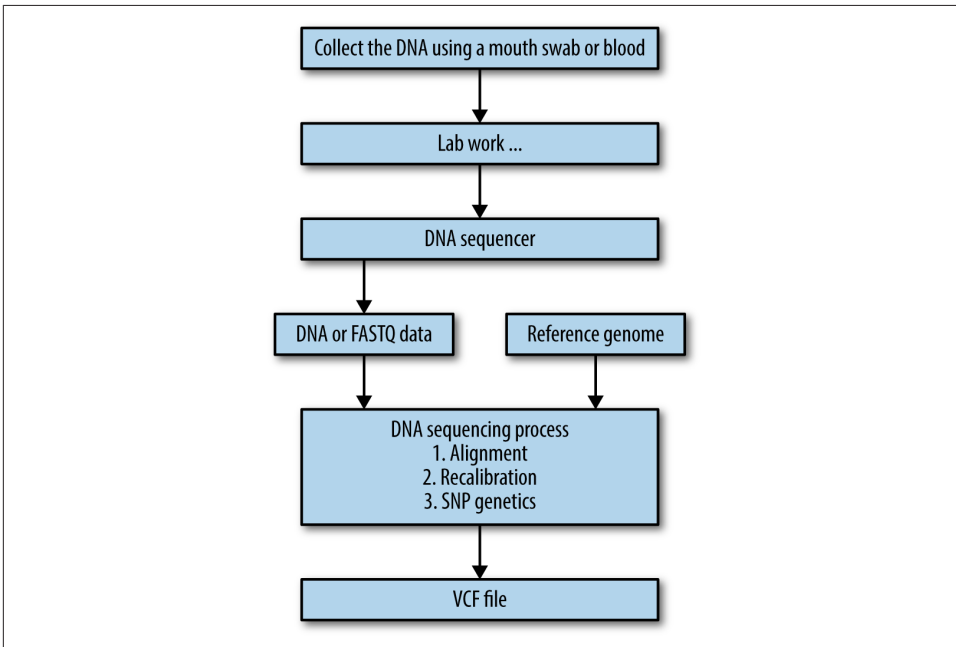 Collect the DNA using a mouth swab or blood
Lab work ...
DNA sequencer
DNA or FASTQ data
Reference genome
DNA sequencing process
1. Alignment
2. Recalibration
3. SNP genetics
VCF file